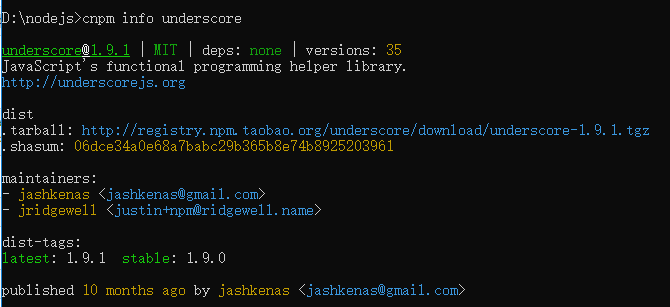 D:\nodejs>cnpm info underscore
underscore@1.9.1 | MIT | deps: none | versions: 35
JavaScript's functional programming helper library.
http://underscorejs.org
dist
.tarball: http://registry.npm.taobao.org/underscore/download/underscore-1.9.1.tgz
.shasum: 06dce34a0e68a7babc29b365b8e74b8925203961
maintainers:
- jashkenas <jashkenas@gmail.com>
- jridgewell <justin+npm@ridgewell.name>
dist-tags:
latest: 1.9.1  stable: 1.9.0
published 10 months ago by jashkenas <jashkenas@gmail.com>